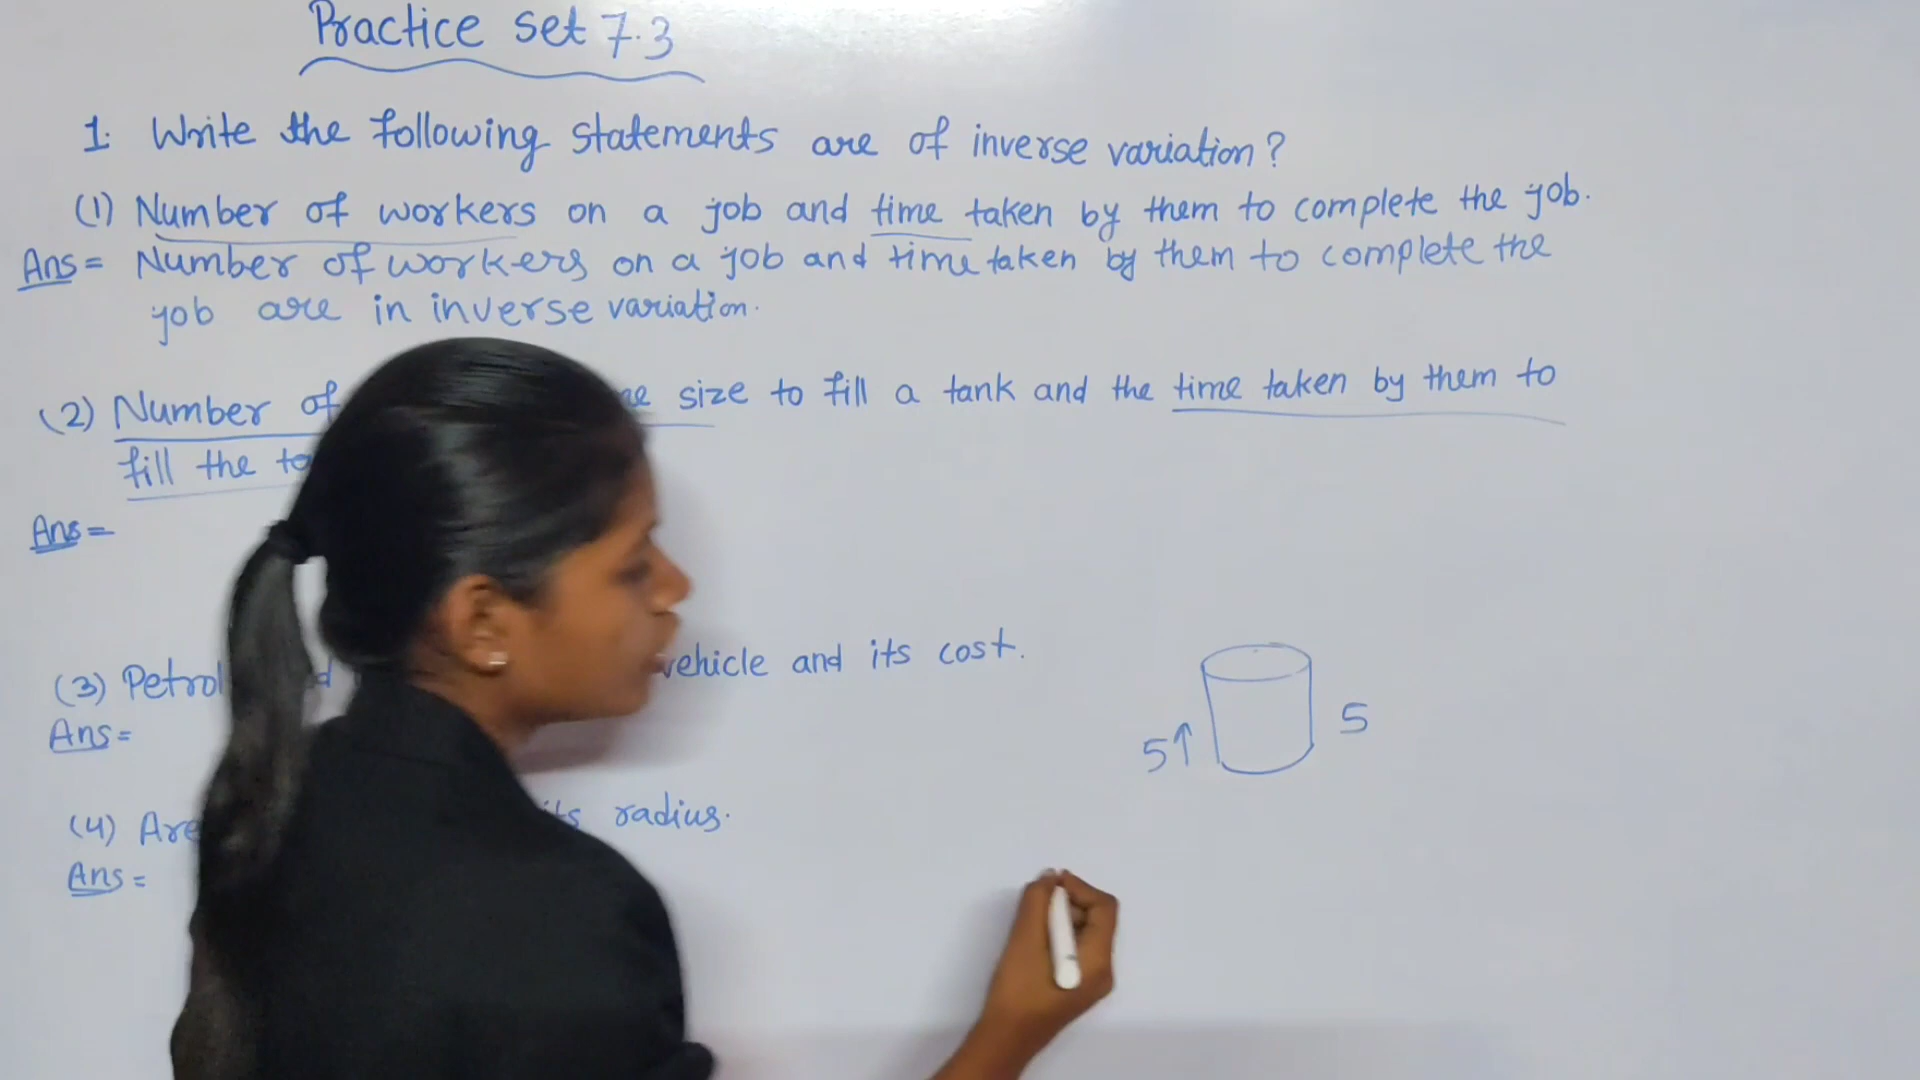 Practice set 7.3
1. Write the following statements are of inverse variation?
(1) Number of workers on a job and time taken by them to complete the job.
Ans = Number of workers on a job and time taken by them to complete the
job are in inverse variation.
(2) Number of size to fill a tank and the time taken by them to
fill the
Ans =
(3) Petrol vehicle and its cost.
Ans =
5↑ 5
(4) its radius.
Ans =